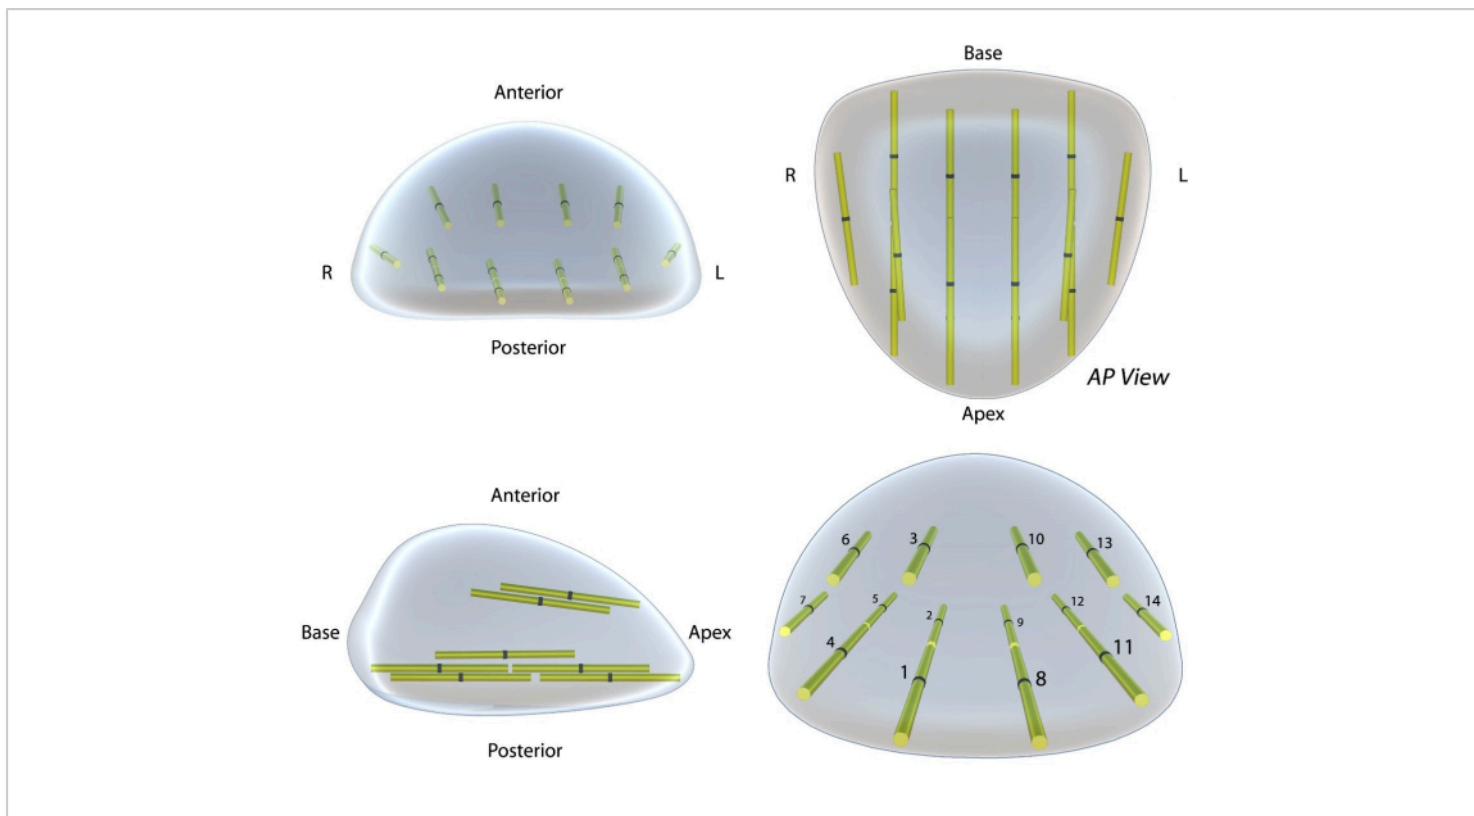 Anterior
R
L
Posterior
Base
R
L
AP View
Apex
Anterior
Base
Apex
Posterior
6
3
10
13
7
5
2
9
12
14
4
1
8
11